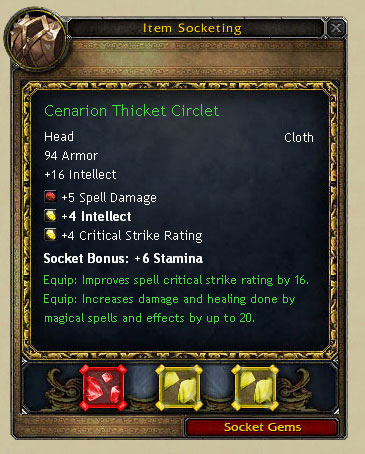 Item Socketing
Cenarion Thicket Circlet
Head Cloth
94 Armor
+16 Intellect
+5 Spell Damage
+4 Intellect
+4 Critical Strike Rating
Socket Bonus: +6 Stamina
Equip: Improves spell critical strike rating by 16.
Equip: Increases damage and healing done by
magical spells and effects by up to 20.
Socket Gems